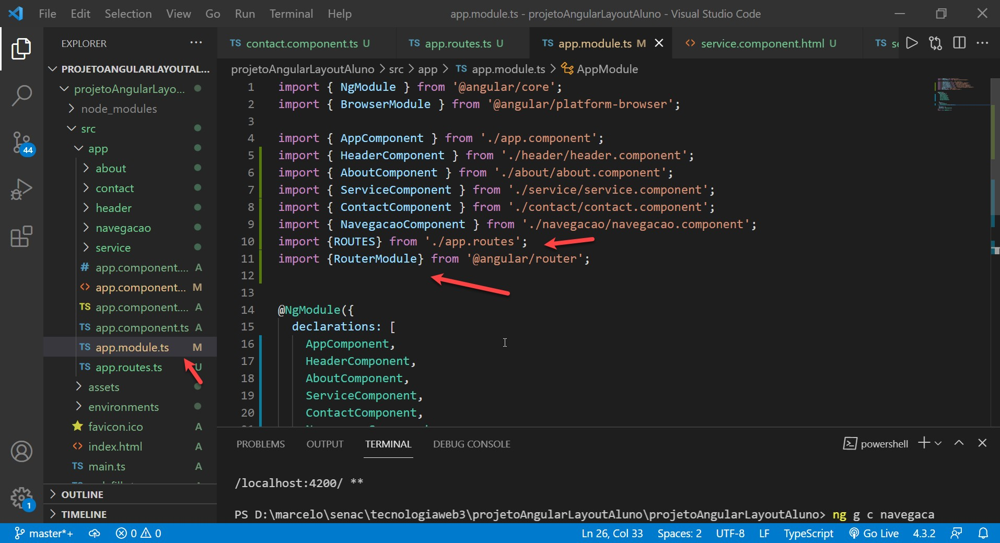 File Edit Selection View Go Run Terminal Help app.module.ts - projetoAngularLayoutAluno - Visual Studio Code
EXPLORER ···
PROJETOANGULARLAYOUTAL...
projetoAngularLayo...
node_modules
src
app
about
contact
header
navegacao
service
# app.component.... A
<> app.component... M
TS app.component.... A
TS app.component.ts A
TS app.module.ts M
TS app.routes.ts U
assets
environments
favicon.ico A
<> index.html A
TS main.ts A
OUTLINE
TIMELINE
44
1
TS contact.component.ts U TS app.routes.ts U TS app.module.ts M <> service.component.html U TS
projetoAngularLayoutAluno > src > app > TS app.module.ts > AppModule
1 import { NgModule } from '@angular/core';
2 import { BrowserModule } from '@angular/platform-browser';
3
4 import { AppComponent } from './app.component';
5 import { HeaderComponent } from './header/header.component';
6 import { AboutComponent } from './about/about.component';
7 import { ServiceComponent } from './service/service.component';
8 import { ContactComponent } from './contact/contact.component';
9 import { NavegacaoComponent } from './navegacao/navegacao.component';
10 import {ROUTES} from './app.routes';
11 import {RouterModule} from '@angular/router';
12
13
14 @NgModule({
15 declarations: [
16 AppComponent,
17 HeaderComponent,
18 AboutComponent,
19 ServiceComponent,
20 ContactComponent,
PROBLEMS OUTPUT TERMINAL DEBUG CONSOLE powershell
/localhost:4200/ **
PS D:\marcelo\senac\tecnologiaweb3\projetoAngularLayoutAluno\projetoAngularLayoutAluno> ng g c navegaca
master*+ 0 0 Ln 26, Col 33 Spaces: 2 UTF-8 LF TypeScript Go Live 4.3.2